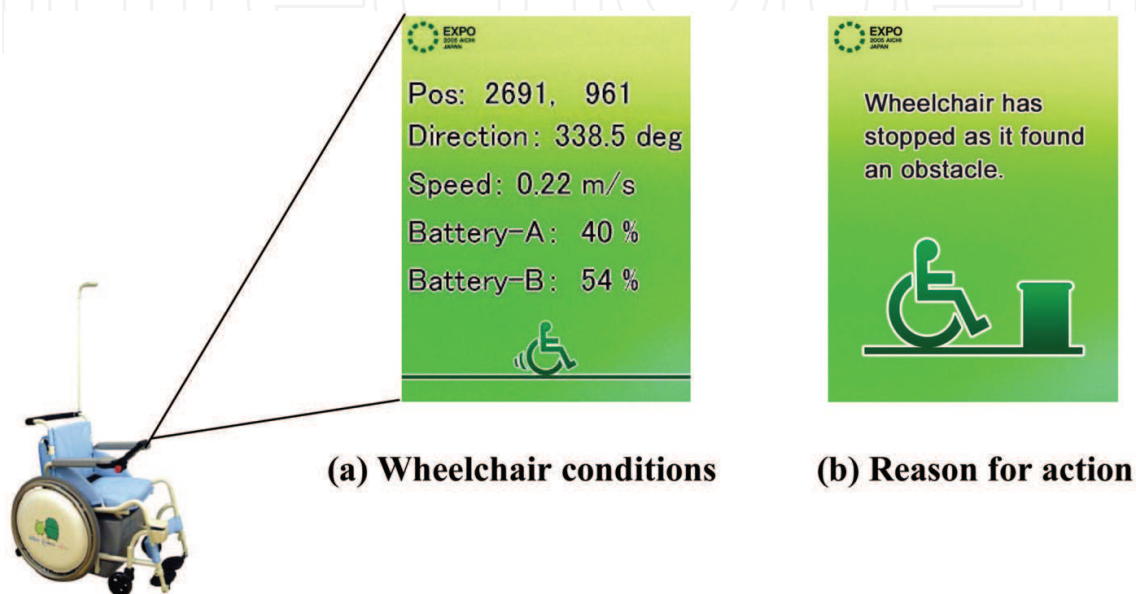 EXPO
2005 AICHI
JAPAN
Pos: 2691, 961
Direction: 338.5 deg
Speed: 0.22 m/s
Battery-A: 40 %
Battery-B: 54 %
(a) Wheelchair conditions
EXPO
2005 AICHI
JAPAN
Wheelchair has
stopped as it found
an obstacle.
(b) Reason for action